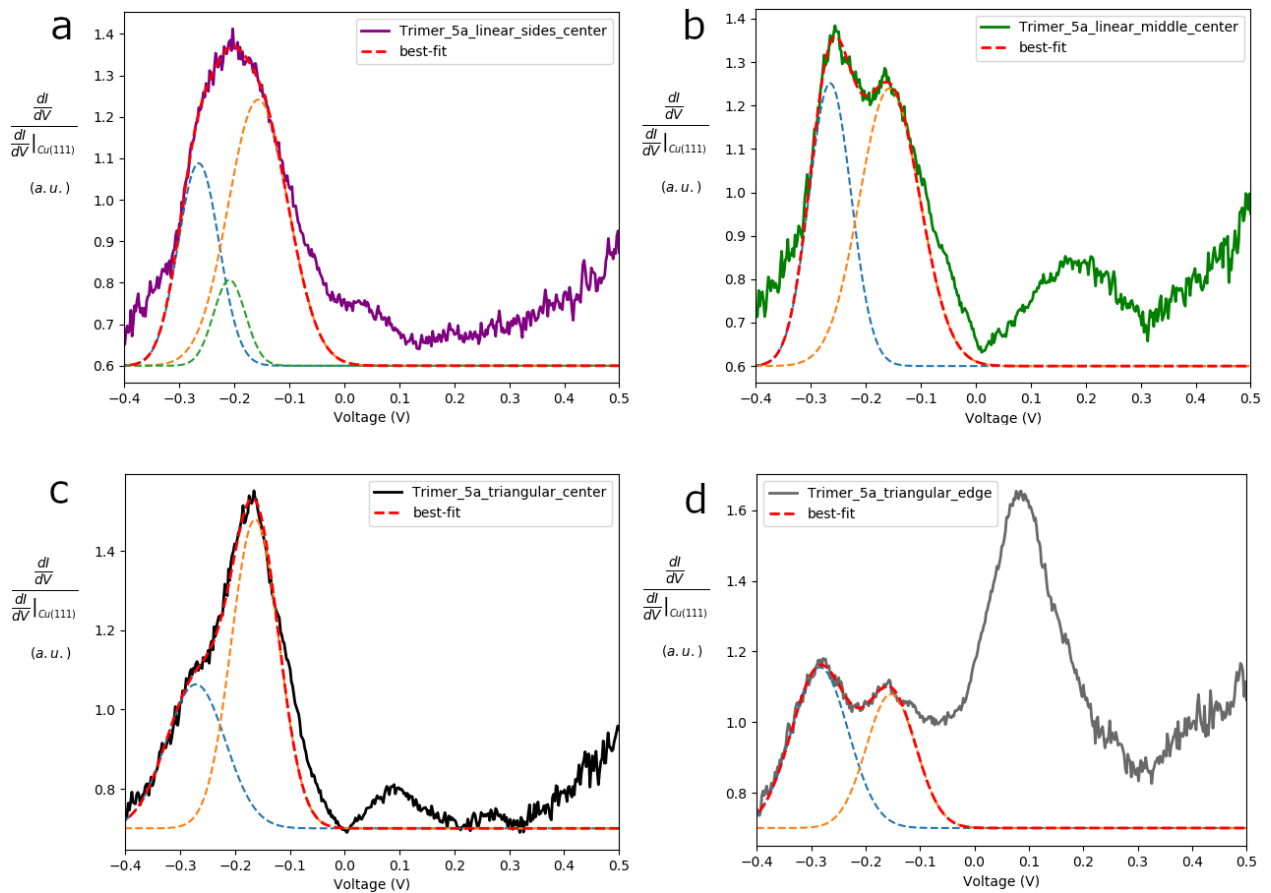 a
Trimer_5a_linear_sides_center
best-fit
1.4
1.3
1.2
1.1
1.0
0.9
0.8
0.7
0.6
dI
dV
dI
dV|Cu(111)
(a.u.)
−0.4 −0.3 −0.2 −0.1 0.0 0.1 0.2 0.3 0.4 0.5
Voltage (V)
b
Trimer_5a_linear_middle_center
best-fit
1.4
1.3
1.2
1.1
1.0
0.9
0.8
0.7
0.6
dI
dV
dI
dV|Cu(111)
(a.u.)
−0.4 −0.3 −0.2 −0.1 0.0 0.1 0.2 0.3 0.4 0.5
Voltage (V)
c
Trimer_5a_triangular_center
best-fit
1.4
1.2
1.0
0.8
dI
dV
dI
dV|Cu(111)
(a.u.)
−0.4 −0.3 −0.2 −0.1 0.0 0.1 0.2 0.3 0.4 0.5
Voltage (V)
d
Trimer_5a_triangular_edge
best-fit
1.6
1.4
1.2
1.0
0.8
dI
dV
dI
dV|Cu(111)
(a.u.)
−0.4 −0.3 −0.2 −0.1 0.0 0.1 0.2 0.3 0.4 0.5
Voltage (V)